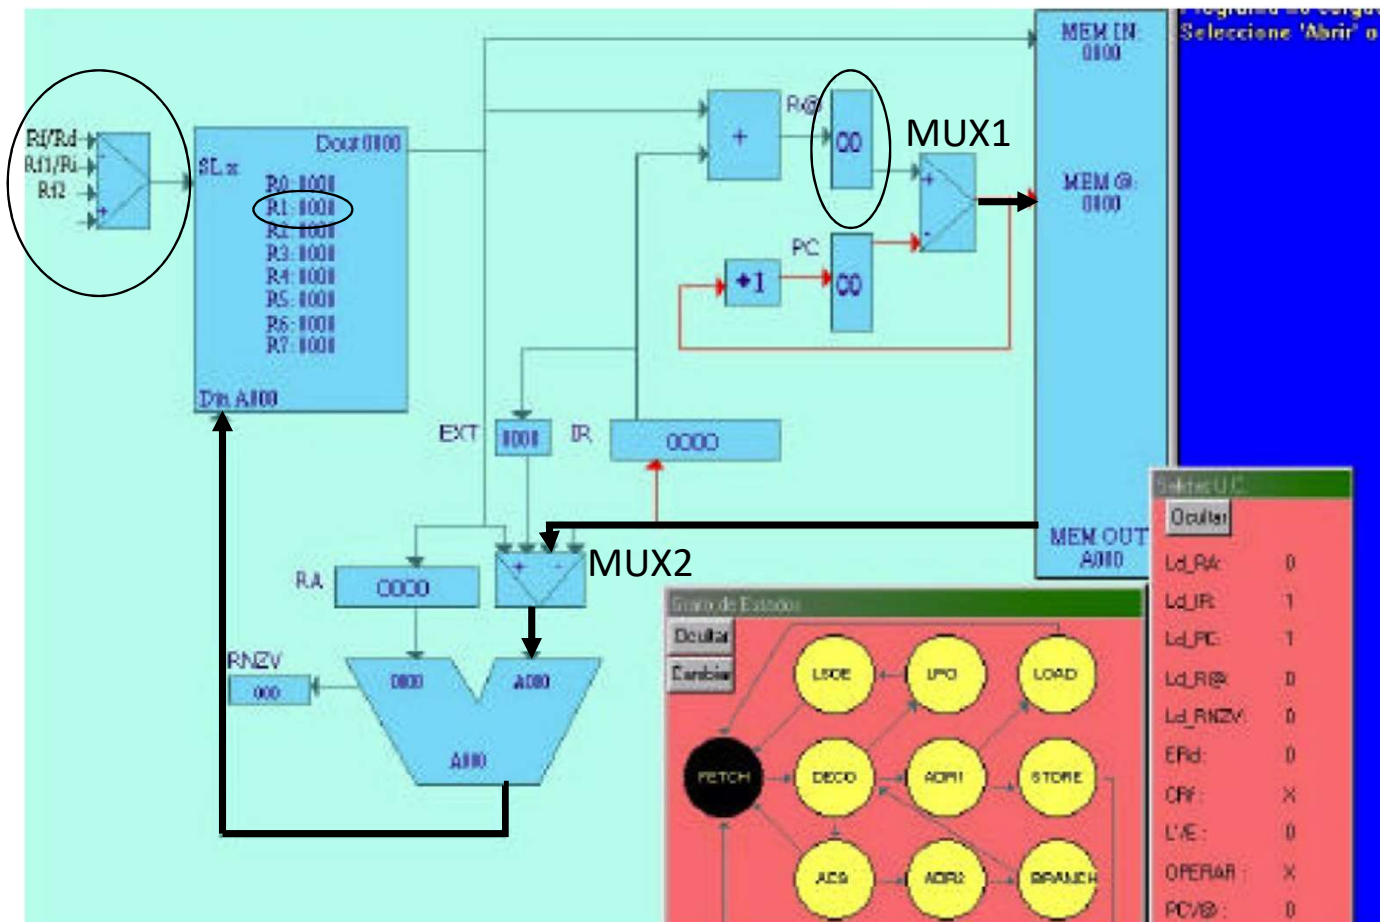 Seleccione 'Abrir' o
MEM IN:
0000
Rf/Rd
Rf1/Ri
Rf2
SL:x
Dout 0000
R0:0000
R1:0000
R2:0000
R3:0000
R4:0000
R5:0000
R6:0000
R7:0000
Din A000
+
R@
00
MUX1
+
-
MEM @:
0000
PC
+1
00
EXT
0000
IR
0000
MEM OUT
A000
RA
0000
+
-
MUX2
RNZV
000
0000
A000
A000
Grafo de Estados
Ocultar
Cambiar
LOAD
FETCH
DECO
STORE
BRANCH
Salidas U.C.
Ocultar
Ld_RA: 0
Ld_IR: 1
Ld_PC: 1
Ld_R@: 0
Ld_RNZV: 0
ERd: 0
CRf: X
L'/E: 0
OPERAR: X
PC'/@: 0